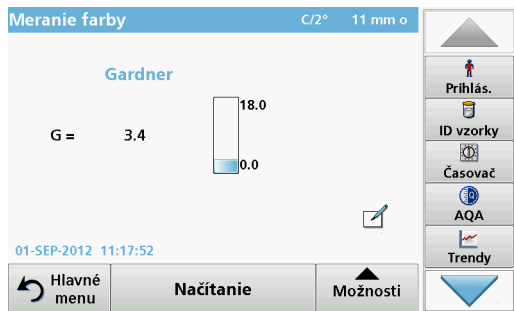 Meranie farby C/2° 11 mm o
Gardner
18.0
G = 3.4
0.0
01-SEP-2012 11:17:52
Hlavné menu
Načítanie
Možnosti
Prihlás.
ID vzorky
Časovač
AQA
Trendy